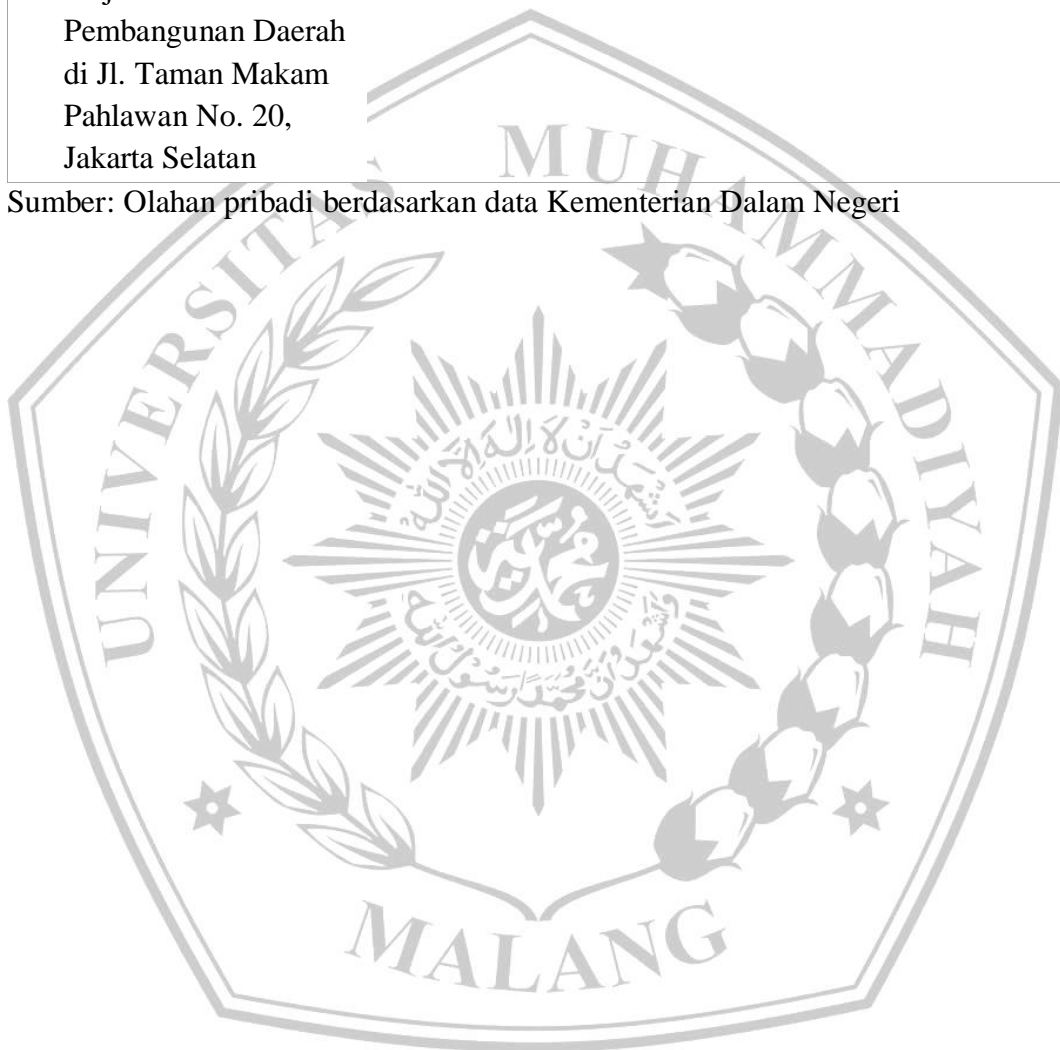 Pembangunan Daerah
di Jl. Taman Makam
Pahlawan No. 20,
Jakarta Selatan
Sumber: Olahan pribadi berdasarkan data Kementerian Dalam Negeri
UNIVERSITAS MUHAMMADIYAH
MALANG